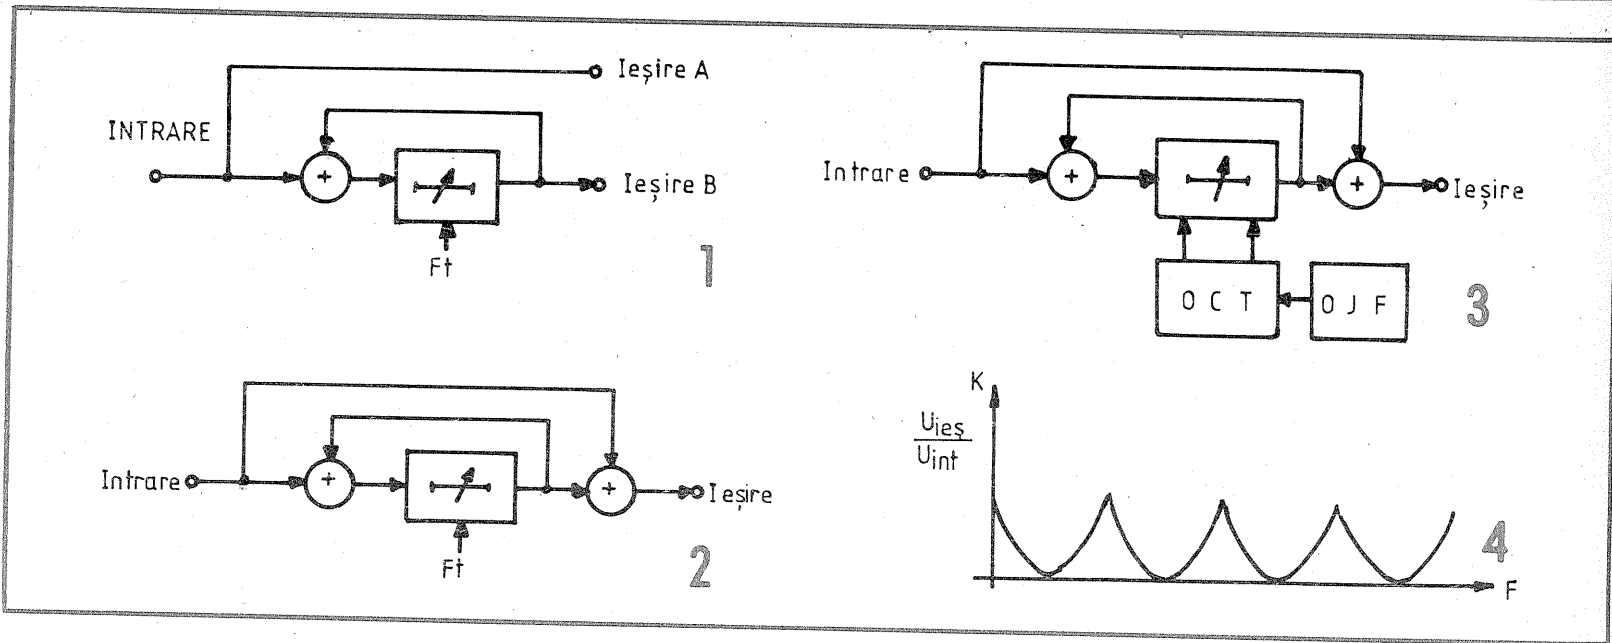 Ieșire A
INTRARE
+
Ieșire B
Ft
1
Intrare
+
+
Ieșire
O C T
O J F
3
Intrare
+
+
Ieșire
Ft
2
K
Uieș
Uint
F
4